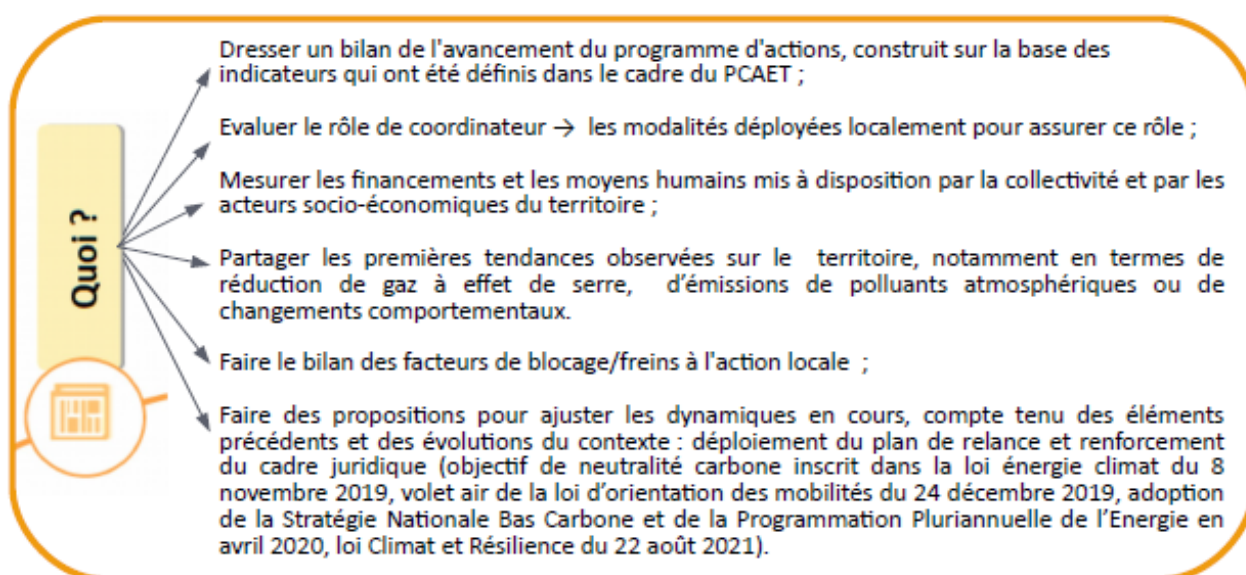 Quoi ?
Dresser un bilan de l'avancement du programme d'actions, construit sur la base des
indicateurs qui ont été définis dans le cadre du PCAET ;
Evaluer le rôle de coordinateur → les modalités déployées localement pour assurer ce rôle ;
Mesurer les financements et les moyens humains mis à disposition par la collectivité et par les
acteurs socio-économiques du territoire ;
Partager les premières tendances observées sur le territoire, notamment en termes de
réduction de gaz à effet de serre, d’émissions de polluants atmosphériques ou de
changements comportementaux.
Faire le bilan des facteurs de blocage/freins à l'action locale ;
Faire des propositions pour ajuster les dynamiques en cours, compte tenu des éléments
précédents et des évolutions du contexte : déploiement du plan de relance et renforcement
du cadre juridique (objectif de neutralité carbone inscrit dans la loi énergie climat du 8
novembre 2019, volet air de la loi d’orientation des mobilités du 24 décembre 2019, adoption
de la Stratégie Nationale Bas Carbone et de la Programmation Pluriannuelle de l’Energie en
avril 2020, loi Climat et Résilience du 22 août 2021).